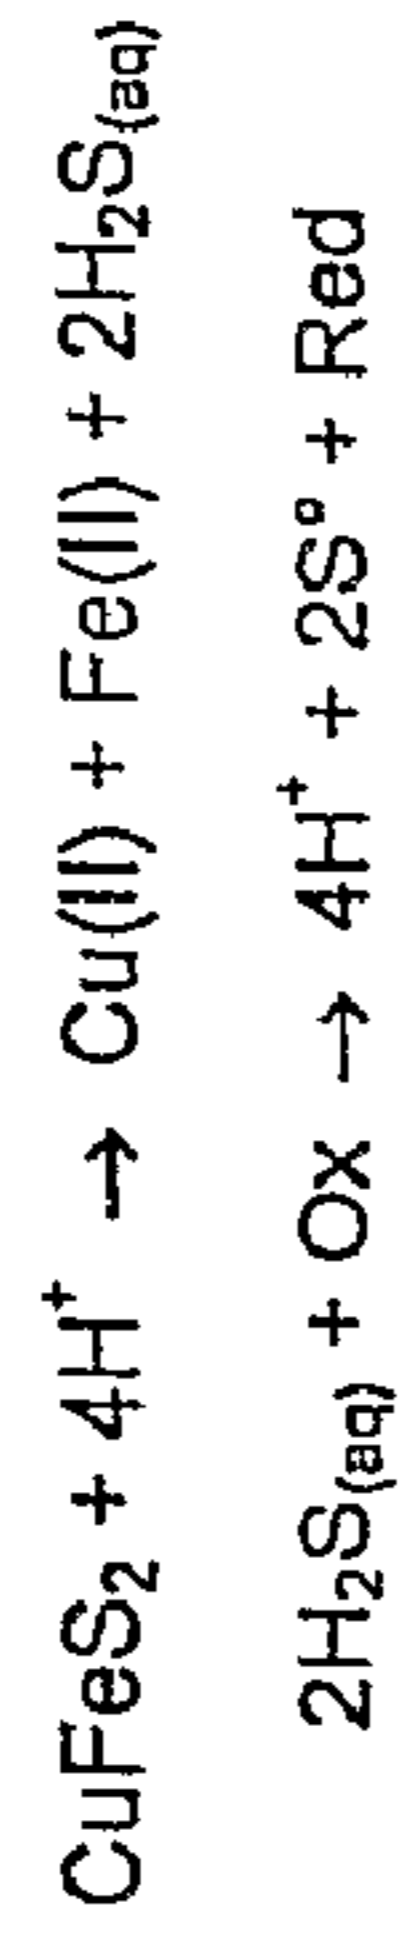 CuFeS₂ + 4H⁺ → Cu(II) + Fe(II) + 2H₂S(aq)
2H₂S(aq) + Ox → 4H⁺ + 2S° + Red